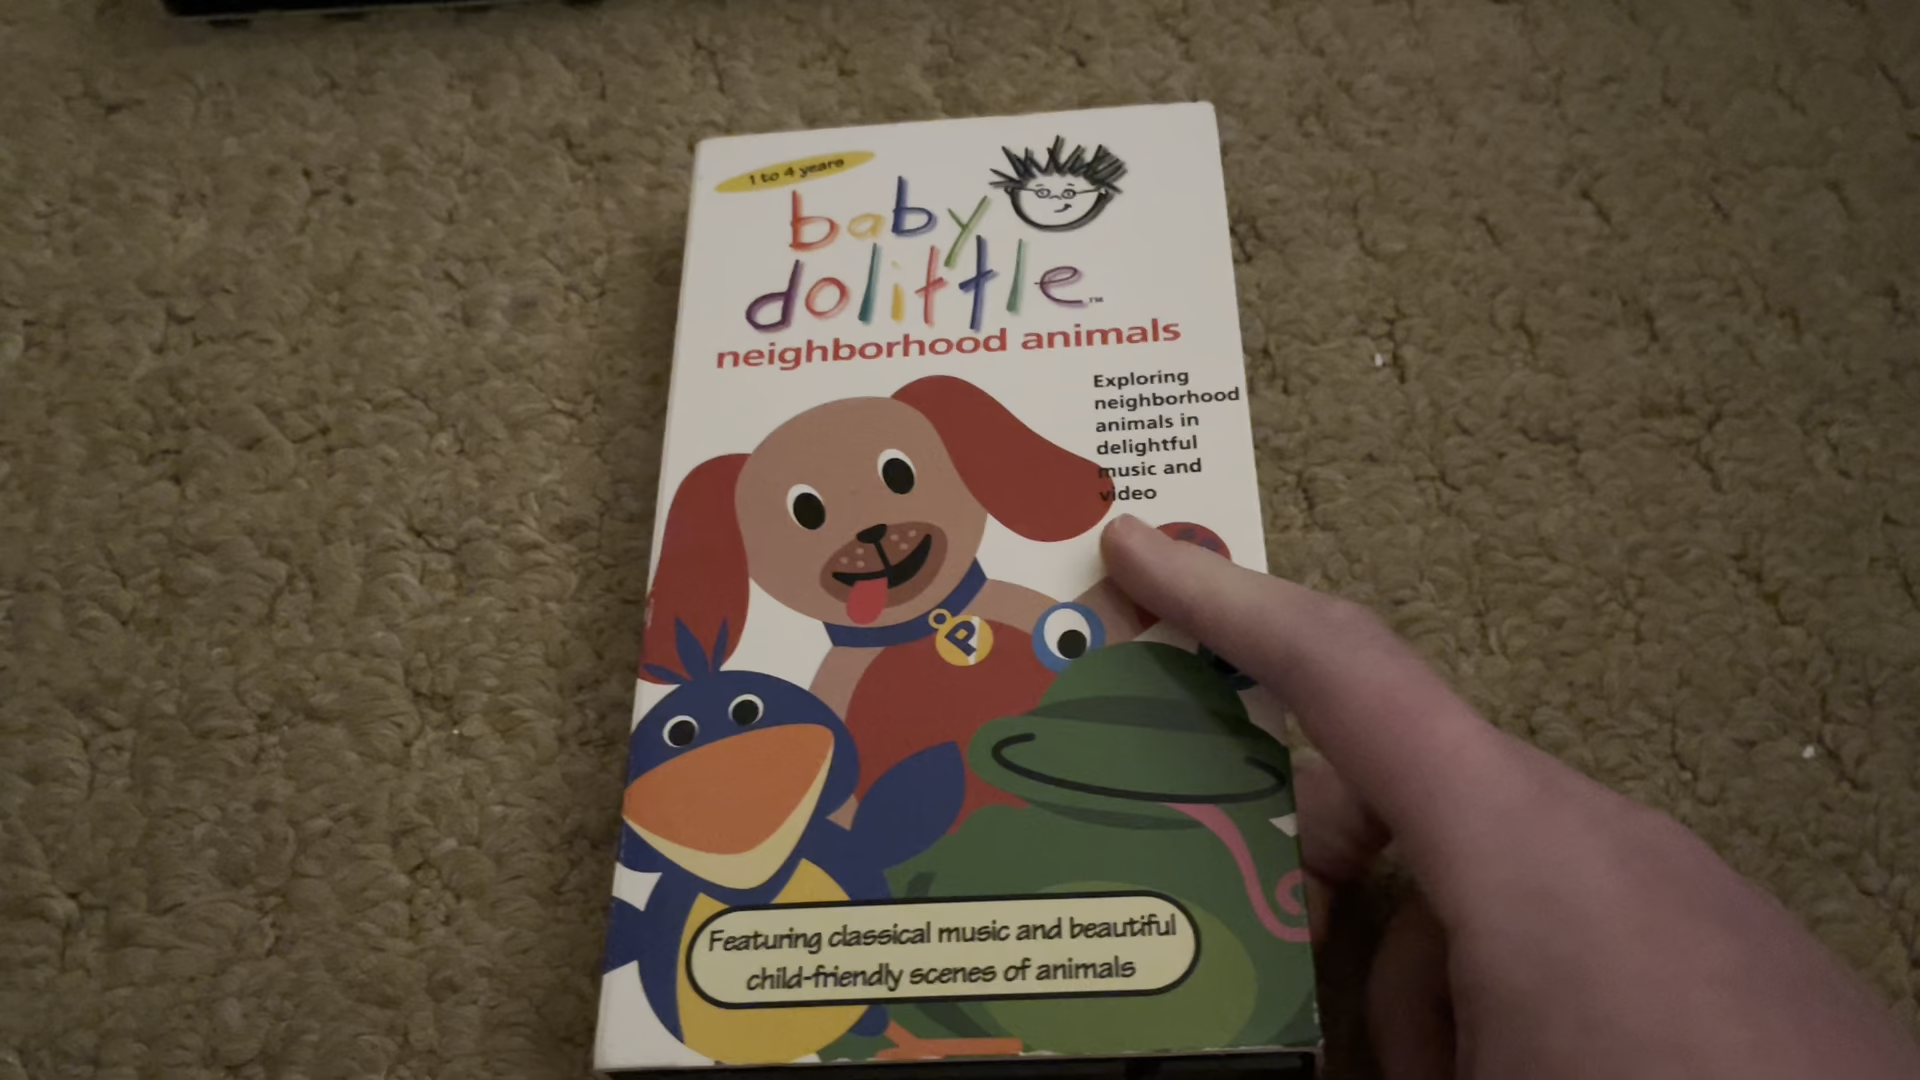 1 to 4 years
baby
dolittle™
neighborhood animals
Exploring
neighborhood
animals in
delightful
music and
video
P
Featuring classical music and beautiful
child-friendly scenes of animals